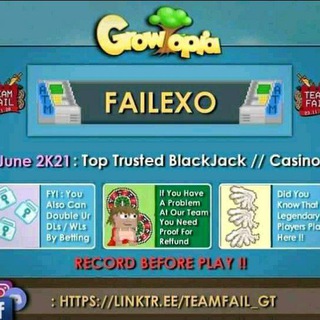 GrowTopia
TEAM
FAIL
FAILEXO
TEAM
FAIL
June 2K21 : Top Trusted BlackJack // Casino
FYI : You
Also Can
Double Ur
DLs / WLs
By Betting
If You Have
A Problem
At Our Team
You Need
Proof For
Reffund
Did You
Know That
Legendary
Players Pla
Here !!
RECORD BEFORE PLAY !!
: HTTPS://LINKTR.EE/TEAMFAIL_GT